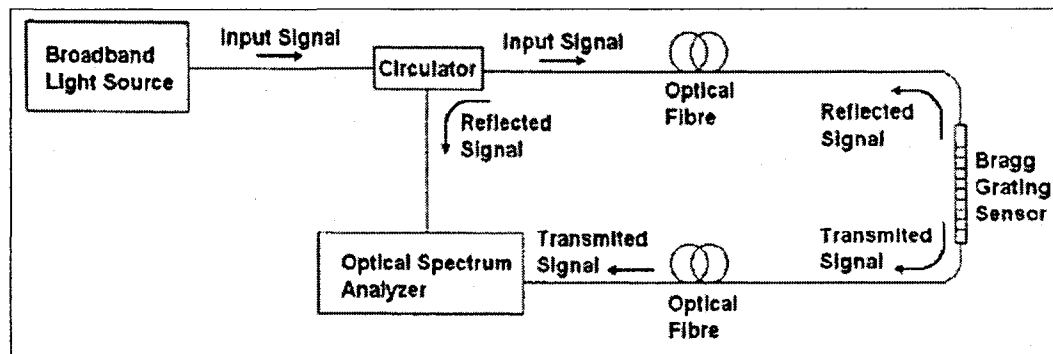 Broadband
Light Source
Input Signal
Circulator
Input Signal
Optical
Fibre
Reflected
Signal
Reflected
Signal
Bragg
Grating
Sensor
Optical Spectrum
Analyzer
Transmited
Signal
Optical
Fibre
Transmited
Signal